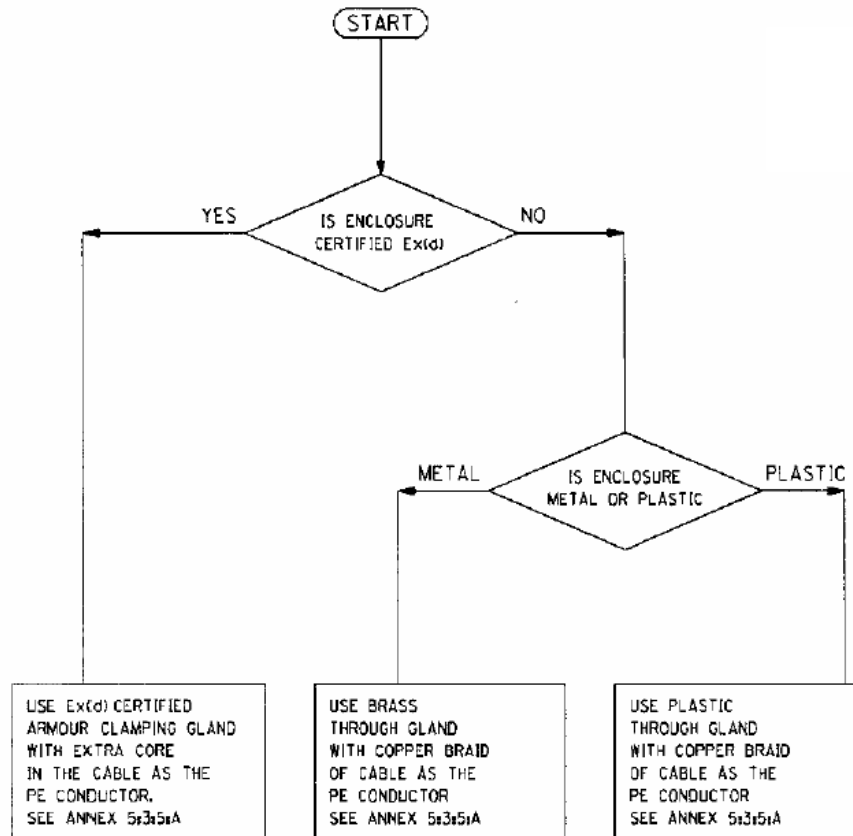 START
YES
IS ENCLOSURE
CERTIFIED Ex(d)
NO
METAL
IS ENCLOSURE
METAL OR PLASTIC
PLASTIC
USE Ex(d) CERTIFIED
ARMOUR CLAMPING GLAND
WITH EXTRA CORE
IN THE CABLE AS THE
PE CONDUCTOR.
SEE ANNEX 5:3:5:A
USE BRASS
THROUGH GLAND
WITH COPPER BRAID
OF CABLE AS THE
PE CONDUCTOR
SEE ANNEX 5:3:5:A
USE PLASTIC
THROUGH GLAND
WITH COPPER BRAID
OF CABLE AS THE
PE CONDUCTOR
SEE ANNEX 5:3:5:A